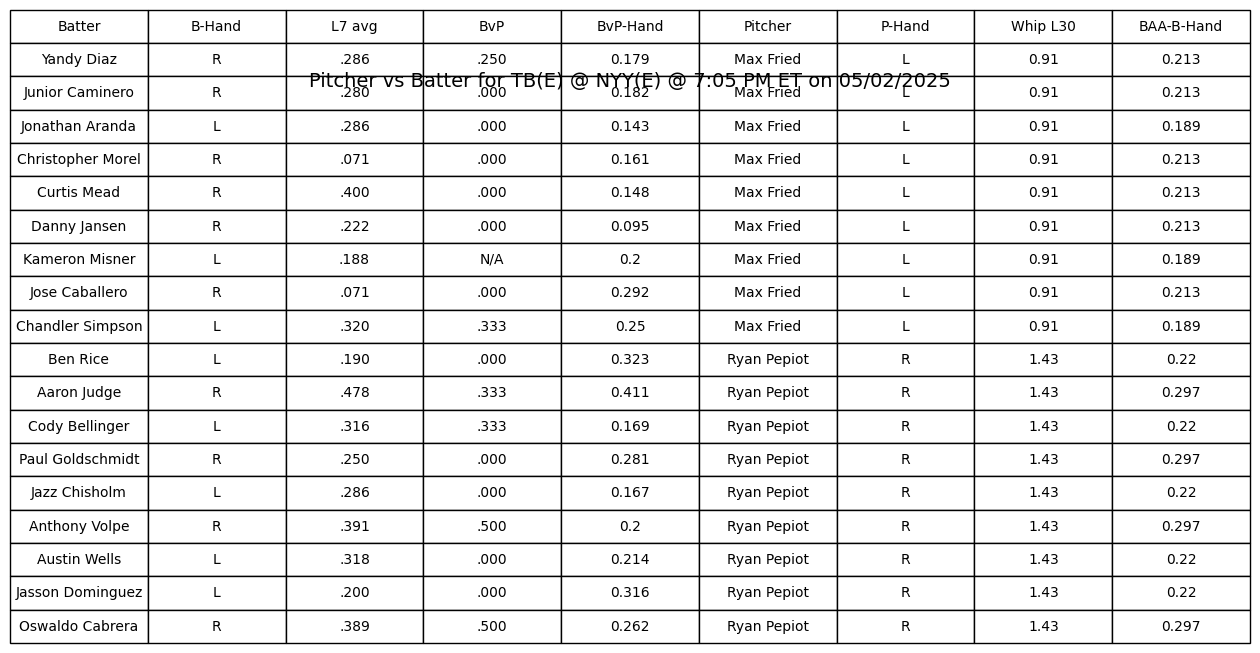 Batter B-Hand L7 avg BvP BvP-Hand Pitcher P-Hand Whip L30 BAA-B-Hand
Yandy Diaz R .286 .250 0.179 Max Fried L 0.91 0.213
Pitcher vs Batter for TB(E) @ NYY(E) @ 7:05 PM ET on 05/02/2025
Junior Caminero R .280 .000 0.182 Max Fried L 0.91 0.213
Jonathan Aranda L .286 .000 0.143 Max Fried L 0.91 0.189
Christopher Morel R .071 .000 0.161 Max Fried L 0.91 0.213
Curtis Mead R .400 .000 0.148 Max Fried L 0.91 0.213
Danny Jansen R .222 .000 0.095 Max Fried L 0.91 0.213
Kameron Misner L .188 N/A 0.2 Max Fried L 0.91 0.189
Jose Caballero R .071 .000 0.292 Max Fried L 0.91 0.213
Chandler Simpson L .320 .333 0.25 Max Fried L 0.91 0.189
Ben Rice L .190 .000 0.323 Ryan Pepiot R 1.43 0.22
Aaron Judge R .478 .333 0.411 Ryan Pepiot R 1.43 0.297
Cody Bellinger L .316 .333 0.169 Ryan Pepiot R 1.43 0.22
Paul Goldschmidt R .250 .000 0.281 Ryan Pepiot R 1.43 0.297
Jazz Chisholm L .286 .000 0.167 Ryan Pepiot R 1.43 0.22
Anthony Volpe R .391 .500 0.2 Ryan Pepiot R 1.43 0.297
Austin Wells L .318 .000 0.214 Ryan Pepiot R 1.43 0.22
Jasson Dominguez L .200 .000 0.316 Ryan Pepiot R 1.43 0.22
Oswaldo Cabrera R .389 .500 0.262 Ryan Pepiot R 1.43 0.297